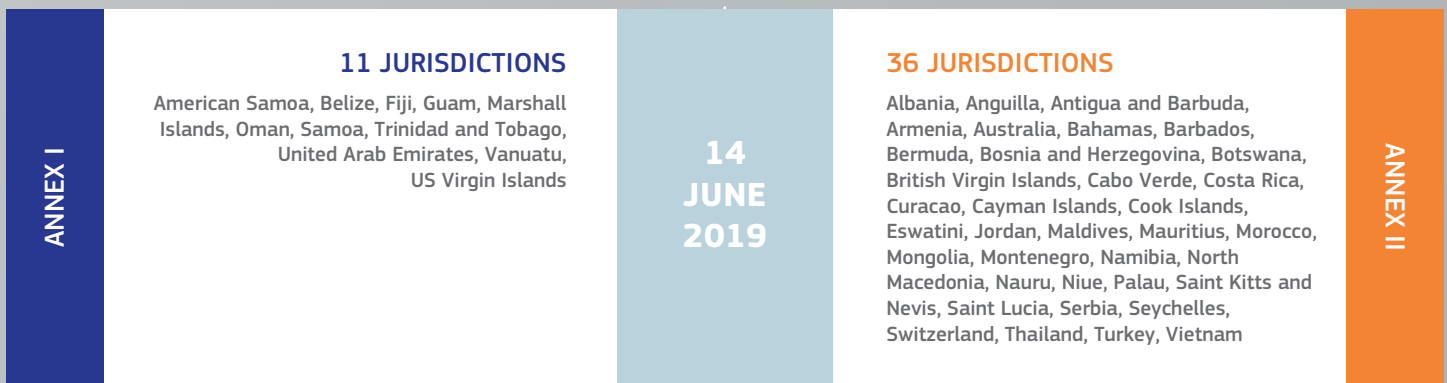 ANNEX I
11 JURISDICTIONS
American Samoa, Belize, Fiji, Guam, Marshall
Islands, Oman, Samoa, Trinidad and Tobago,
United Arab Emirates, Vanuatu,
US Virgin Islands
14
JUNE
2019
36 JURISDICTIONS
Albania, Anguilla, Antigua and Barbuda,
Armenia, Australia, Bahamas, Barbados,
Bermuda, Bosnia and Herzegovina, Botswana,
British Virgin Islands, Cabo Verde, Costa Rica,
Curacao, Cayman Islands, Cook Islands,
Eswatini, Jordan, Maldives, Mauritius, Morocco,
Mongolia, Montenegro, Namibia, North
Macedonia, Nauru, Niue, Palau, Saint Kitts and
Nevis, Saint Lucia, Serbia, Seychelles,
Switzerland, Thailand, Turkey, Vietnam
ANNEX II